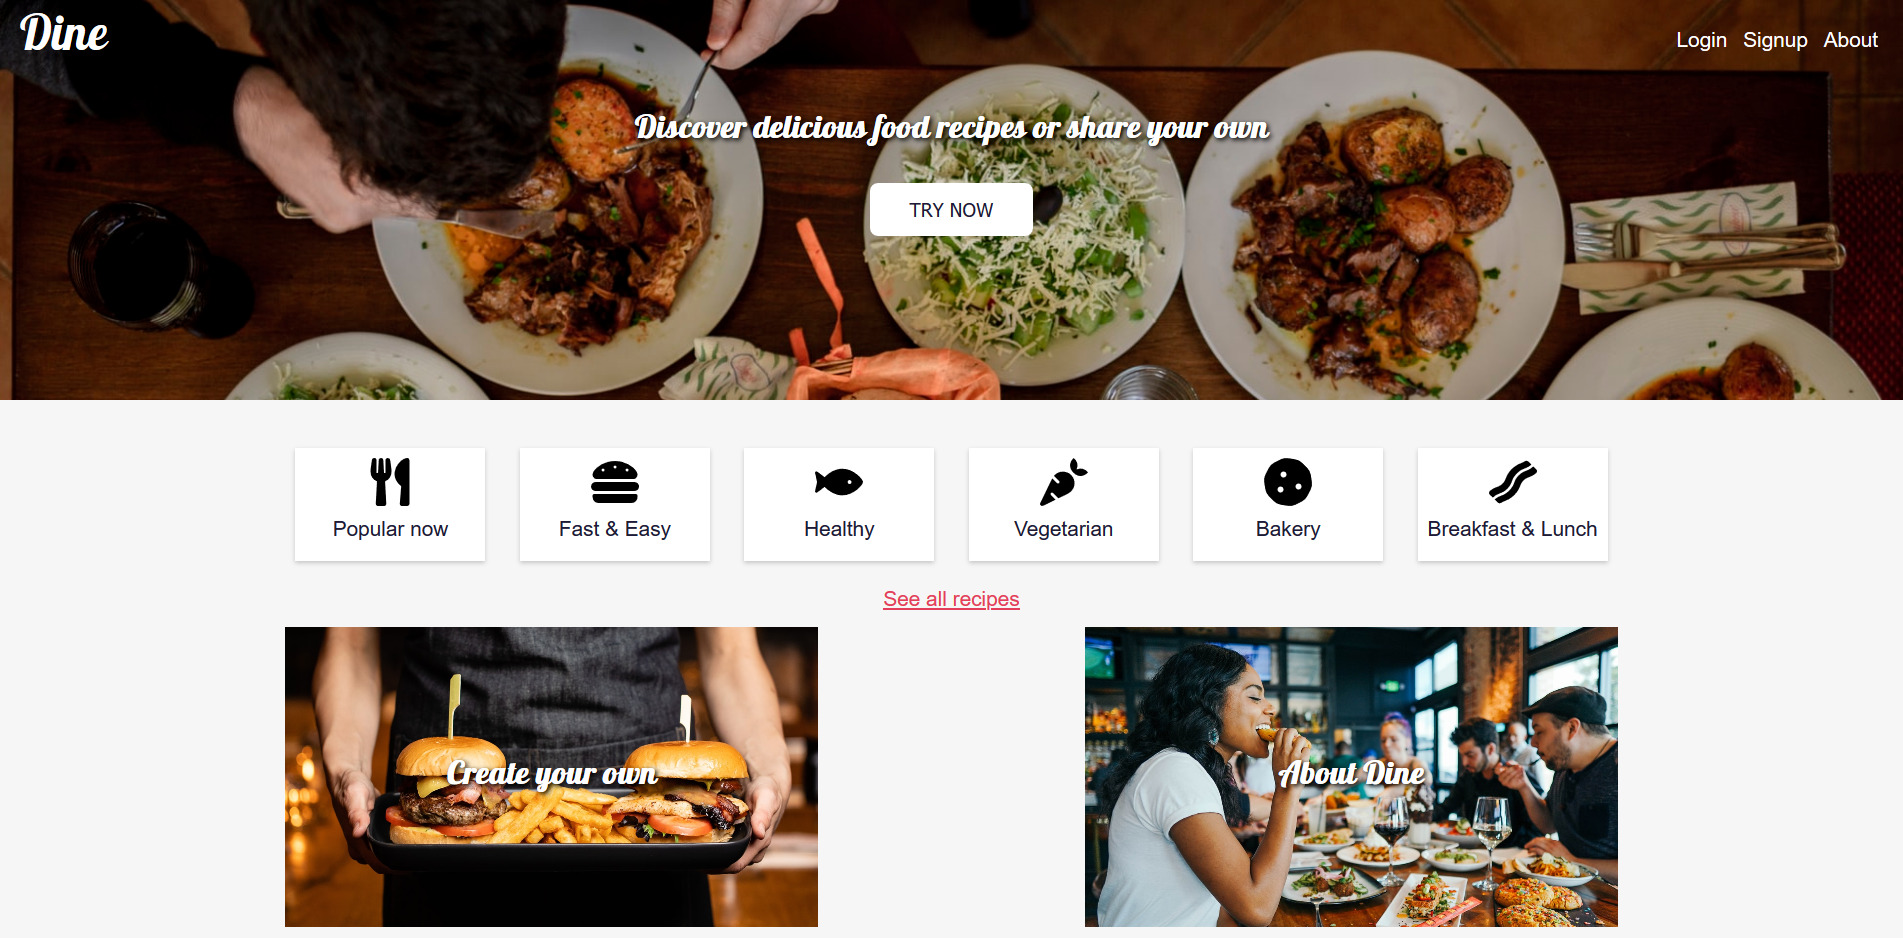 Dine
Login Signup About
Discover delicious food recipes or share your own
TRY NOW
Popular now
Fast & Easy
Healthy
Vegetarian
Bakery
Breakfast & Lunch
See all recipes
Create your own
About Dine